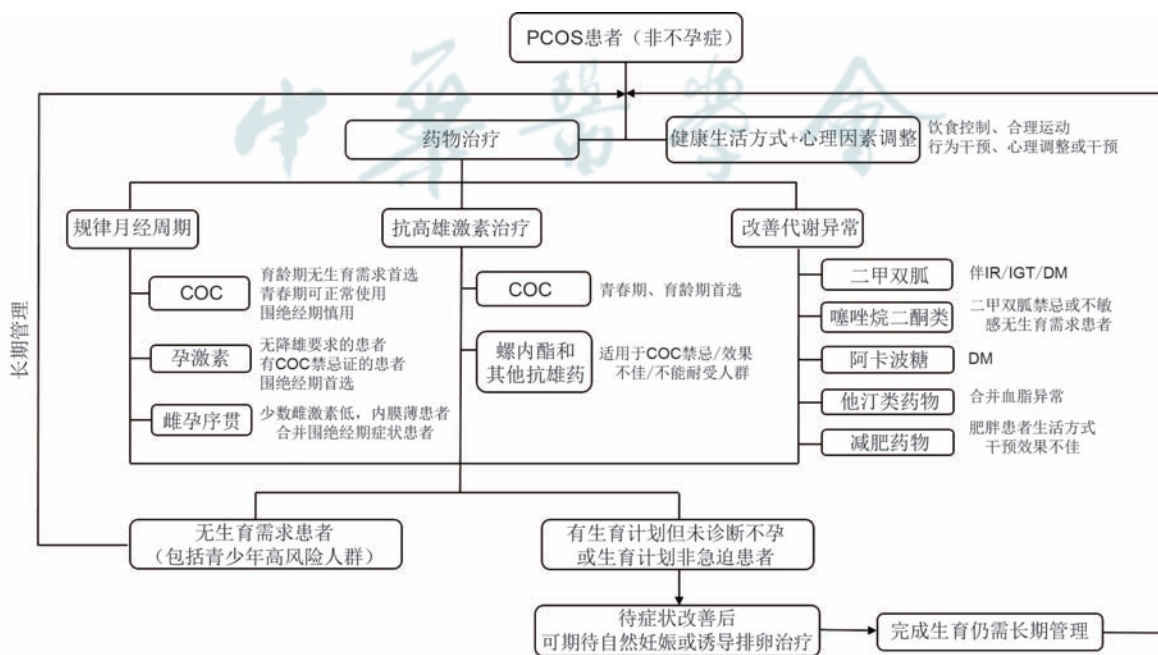 PCOS患者（非不孕症）
中华医学会
药物治疗
健康生活方式+心理因素调整
饮食控制、合理运动
行为干预、心理调整或干预
规律月经周期
COC
育龄期无生育需求首选
青春期可正常使用
围绝经期慎用
孕激素
无降雄要求的患者
有COC禁忌证的患者
围绝经期首选
雌孕序贯
少数雌激素低，内膜薄患者
合并围绝经期症状患者
抗高雄激素治疗
COC
青春期、育龄期首选
螺内酯和
其他抗雄药
适用于COC禁忌/效果
不佳/不能耐受人群
改善代谢异常
二甲双胍
伴IR/IGT/DM
噻唑烷二酮类
二甲双胍禁忌或不敏
感无生育需求患者
阿卡波糖
DM
他汀类药物
合并血脂异常
减肥药物
肥胖患者生活方式
干预效果不佳
长期管理
无生育需求患者
（包括青少年高风险人群）
有生育计划但未诊断不孕
或生育计划非急迫患者
待症状改善后
可期待自然妊娠或诱导排卵治疗
完成生育仍需长期管理